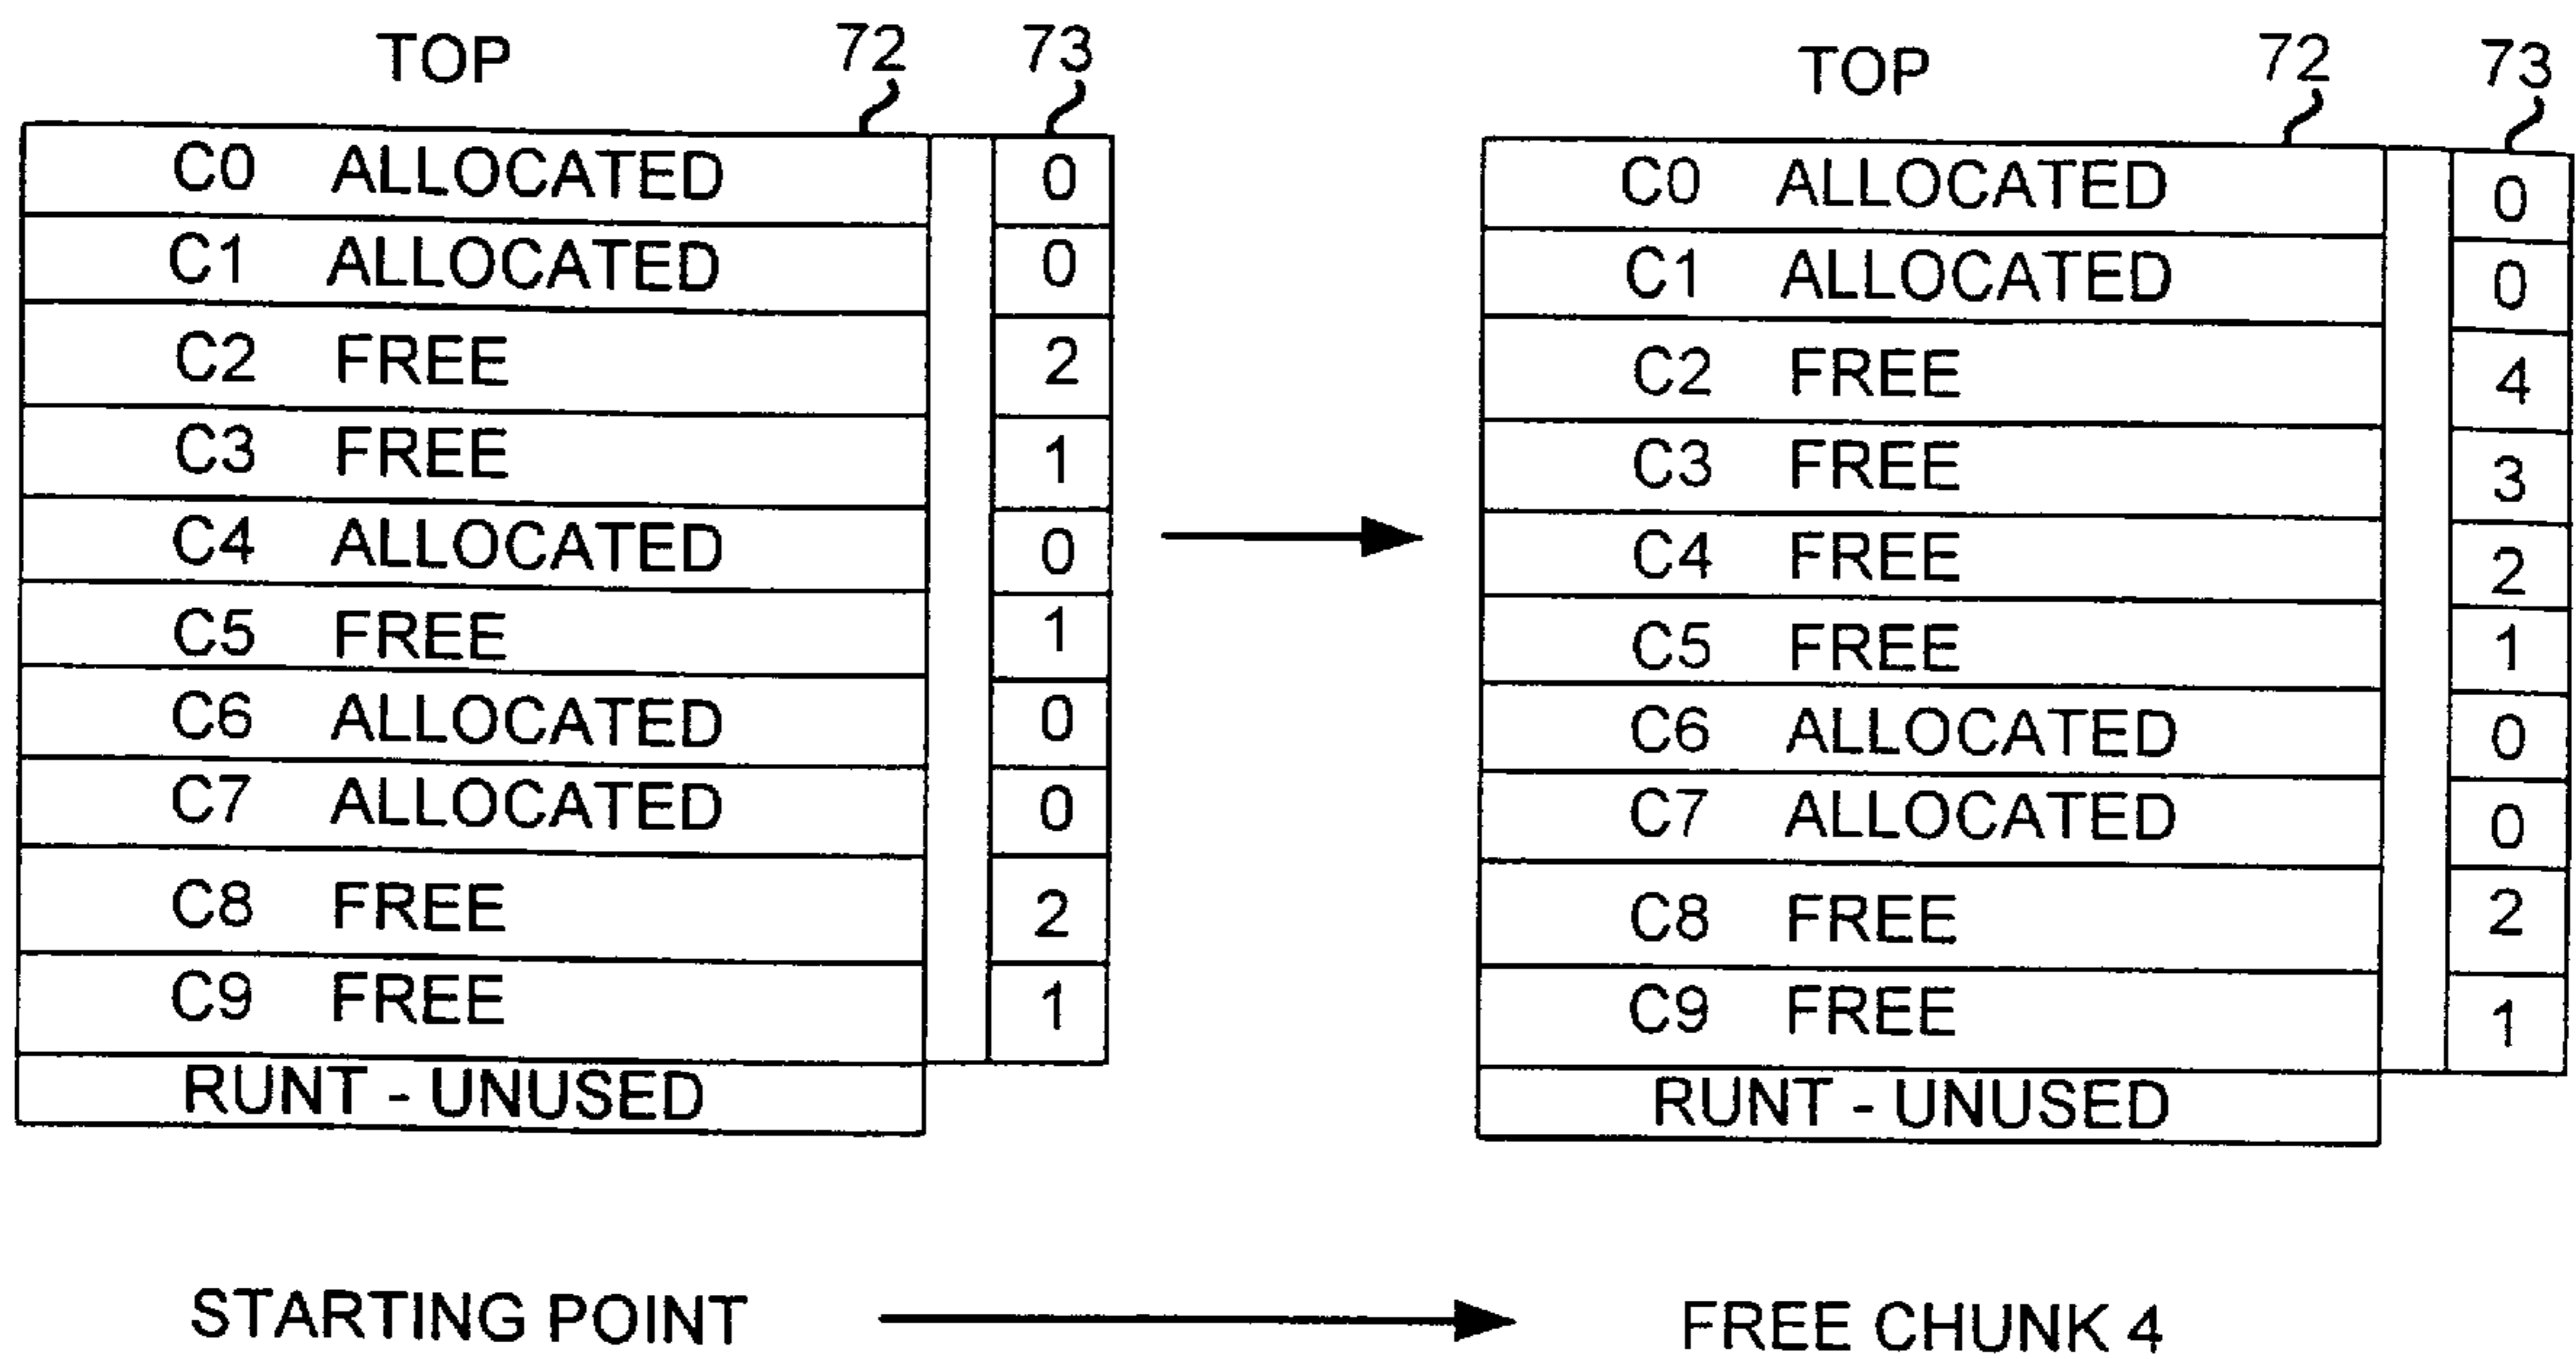 TOP 72 73
C0 ALLOCATED 0
C1 ALLOCATED 0
C2 FREE 2
C3 FREE 1
C4 ALLOCATED 0
C5 FREE 1
C6 ALLOCATED 0
C7 ALLOCATED 0
C8 FREE 2
C9 FREE 1
RUNT - UNUSED
TOP 72 73
C0 ALLOCATED 0
C1 ALLOCATED 0
C2 FREE 4
C3 FREE 3
C4 FREE 2
C5 FREE 1
C6 ALLOCATED 0
C7 ALLOCATED 0
C8 FREE 2
C9 FREE 1
RUNT - UNUSED
STARTING POINT
FREE CHUNK 4